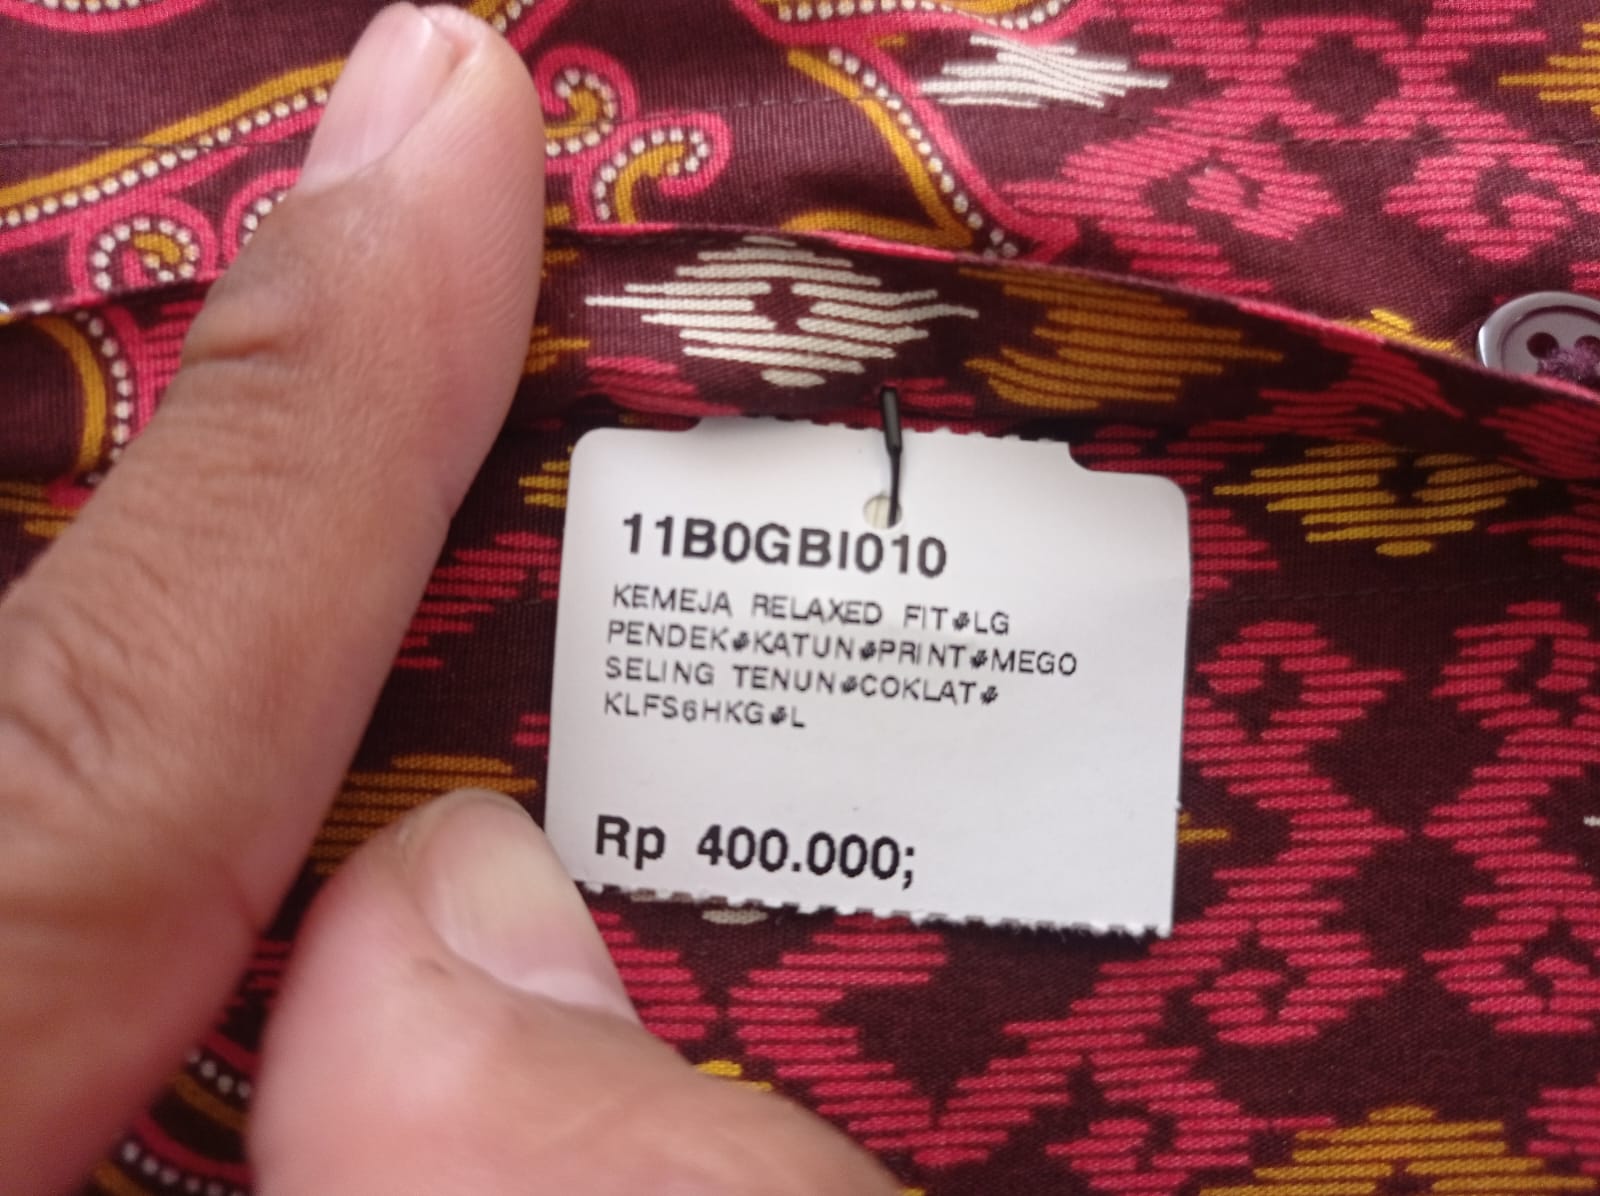 11B0GBI010
KEMEJA RELAXED FIT LG
PENDEK KATUN PRINT MEGO
SELING TENUN COKLAT
KLFS6HKG L
Rp 400.000;